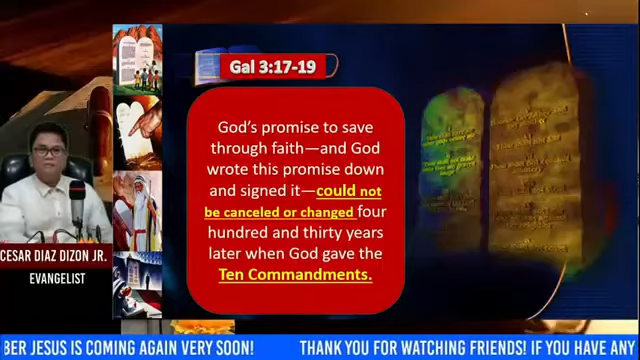 Gal 3:17-19
God's promise to save
through faith—and God
wrote this promise down
and signed it—could not
be canceled or changed four
hundred and thirty years
later when God gave the
Ten Commandments.
CESAR DIAZ DIZON JR.
EVANGELIST
BER JESUS IS COMING AGAIN VERY SOON! THANK YOU FOR WATCHING FRIENDS! IF YOU HAVE ANY